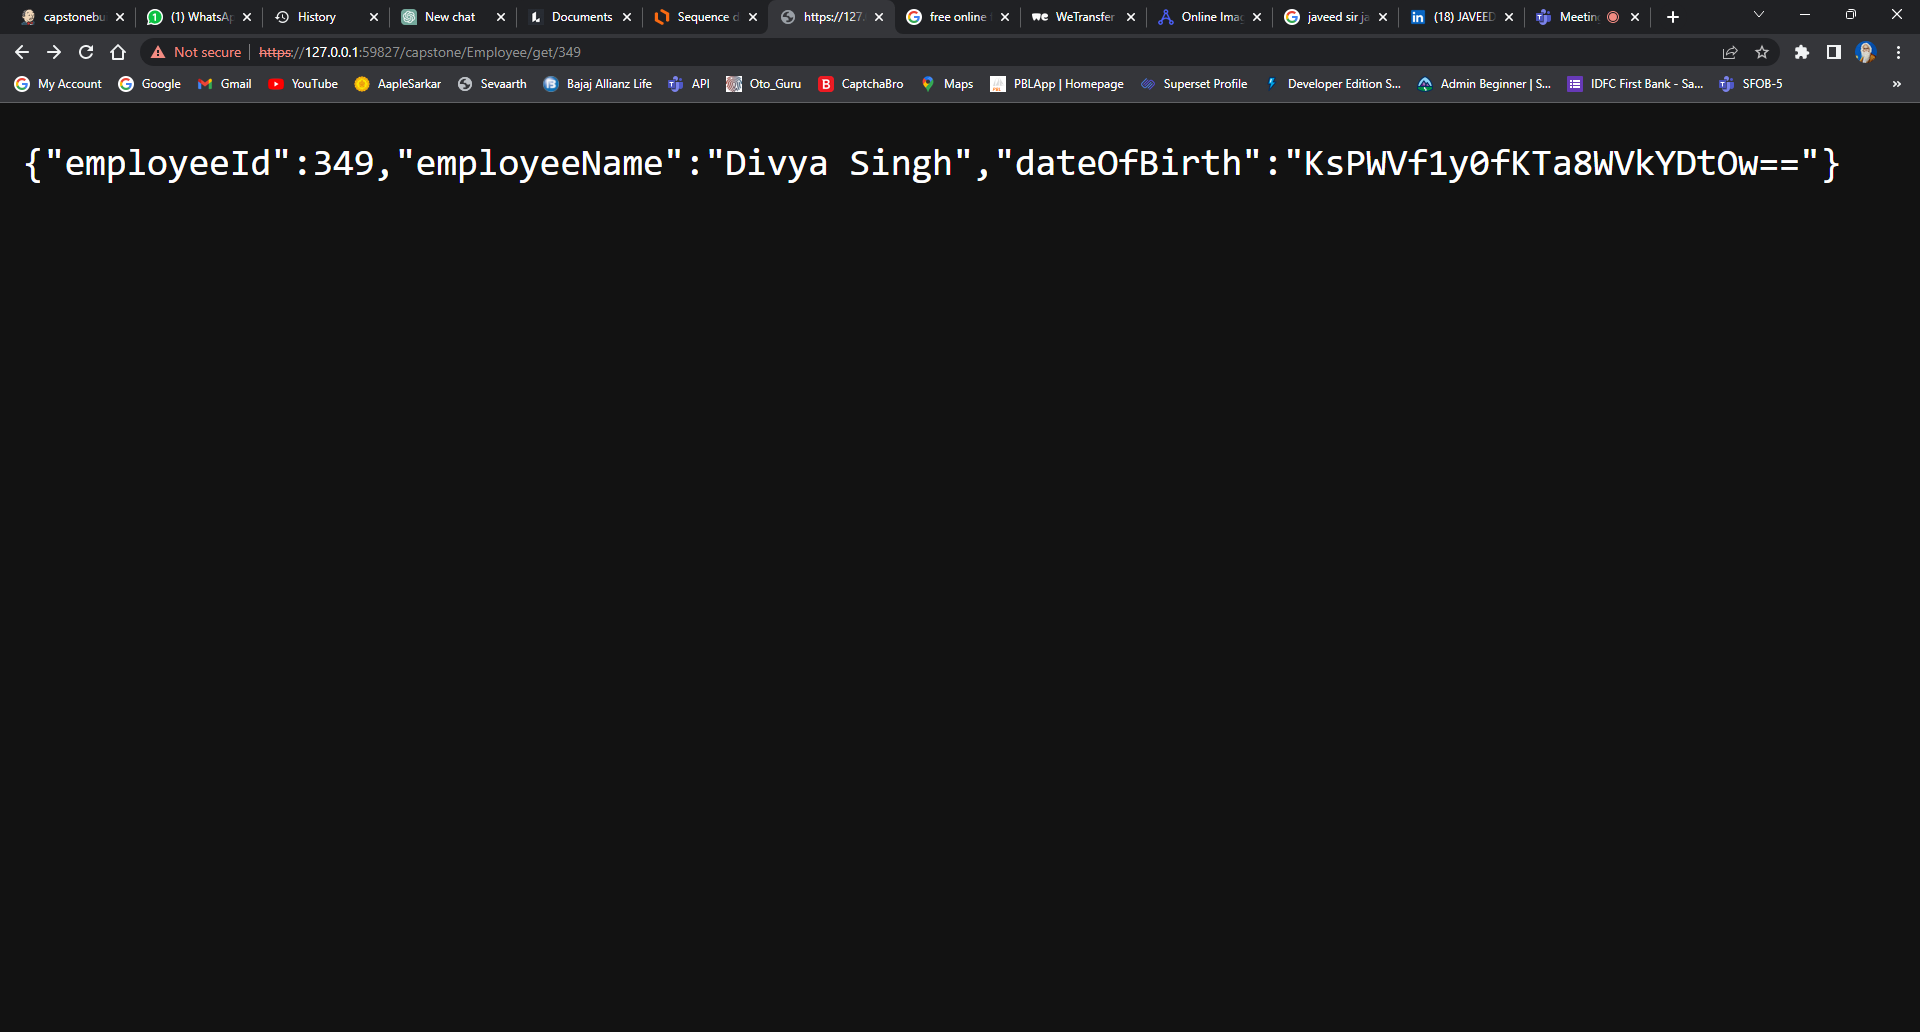 capstonebu
(1) WhatsAp
History
New chat
Documents
Sequence d
https://127.
free online
WeTransfer
Online Imag
javeed sir ja
(18) JAVEED
Meeting
Not secure
https://127.0.0.1:59827/capstone/Employee/get/349
My Account
Google
Gmail
YouTube
AapleSarkar
Sevaarth
Bajaj Allianz Life
API
Oto_Guru
CaptchaBro
Maps
PBLApp | Homepage
Superset Profile
Developer Edition S...
Admin Beginner | S...
IDFC First Bank - Sa...
SFOB-5
»
{"employeeId":349,"employeeName":"Divya Singh","dateOfBirth":"KsPWVf1y0fKTa8WVkYDtOw=="}